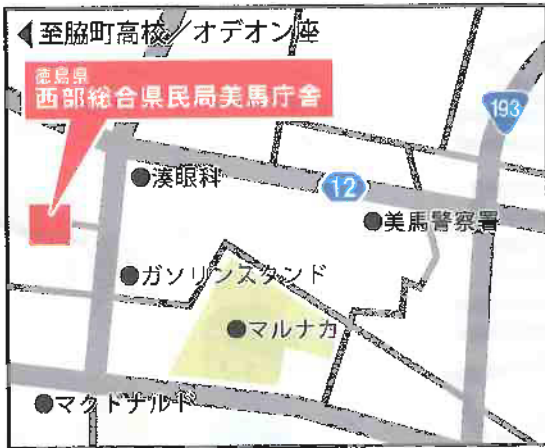 ◀至脇町高校／オデオン座
徳島県
西部総合県民局美馬庁舎
193
●湊眼科
12
●美馬警察署
●ガソリンスタンド
●マルナカ
●マクドナルド